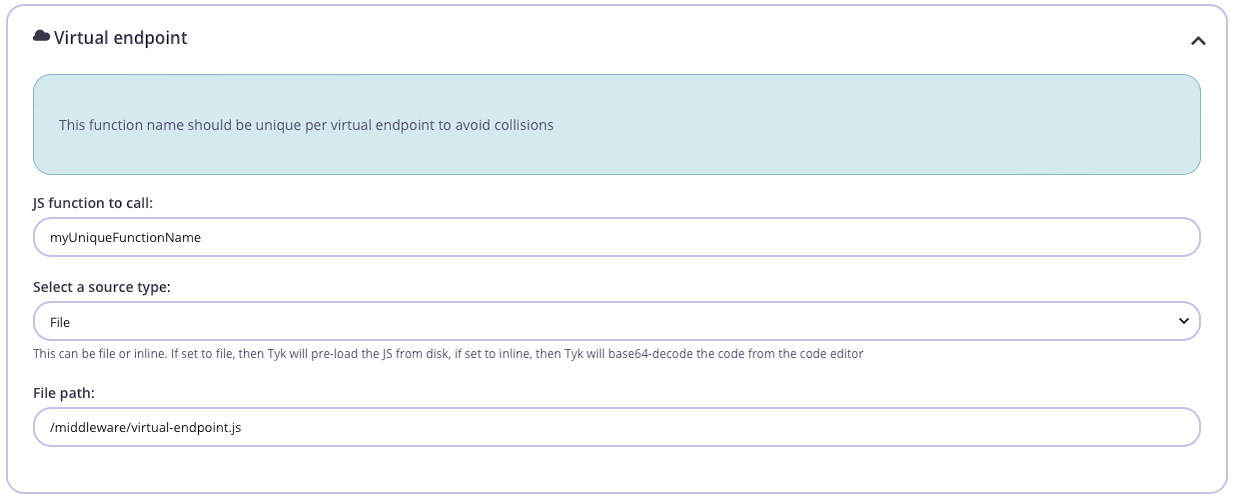 Virtual endpoint
This function name should be unique per virtual endpoint to avoid collisions
JS function to call:
myUniqueFunctionName
Select a source type:
File
This can be file or inline. If set to file, then Tyk will pre-load the JS from disk, if set to inline, then Tyk will base64-decode the code from the code editor
File path:
/middleware/virtual-endpoint.js